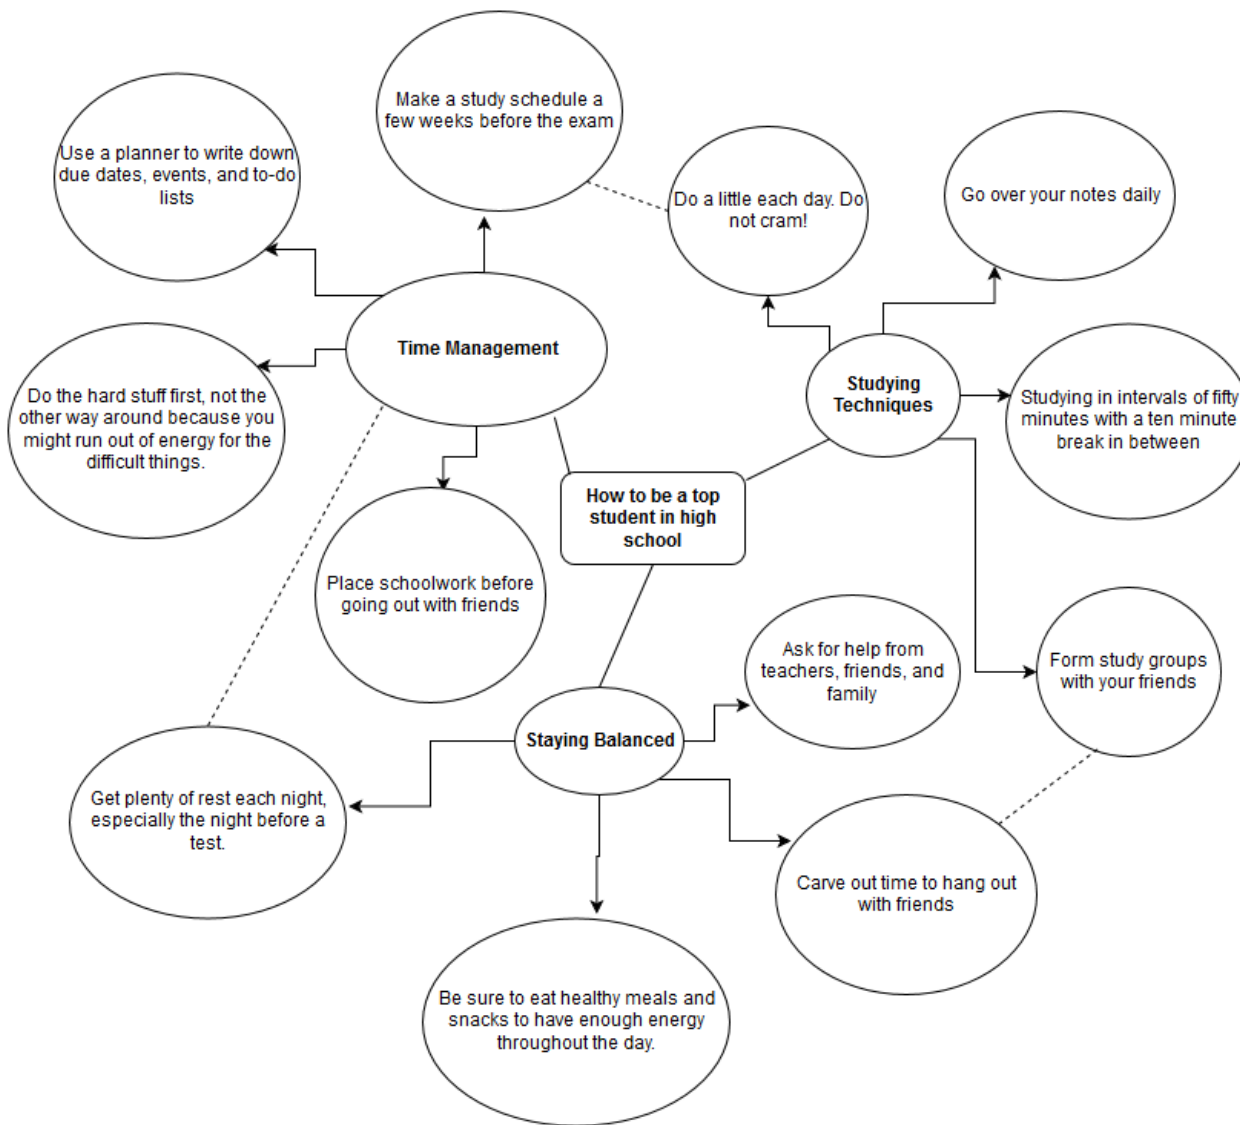 Make a study schedule a
few weeks before the exam
Use a planner to write down
due dates, events, and to-do
lists
Do a little each day. Do
not cram!
Go over your notes daily
Time Management
Studying
Techniques
Do the hard stuff first, not the
other way around because you
might run out of energy for the
difficult things.
Studying in intervals of fifty
minutes with a ten minute
break in between
How to be a top
student in high
school
Place schoolwork before
going out with friends
Ask for help from
teachers, friends, and
family
Form study groups
with your friends
Staying Balanced
Get plenty of rest each night,
especially the night before a
test.
Carve out time to hang out
with friends
Be sure to eat healthy meals and
snacks to have enough energy
throughout the day.